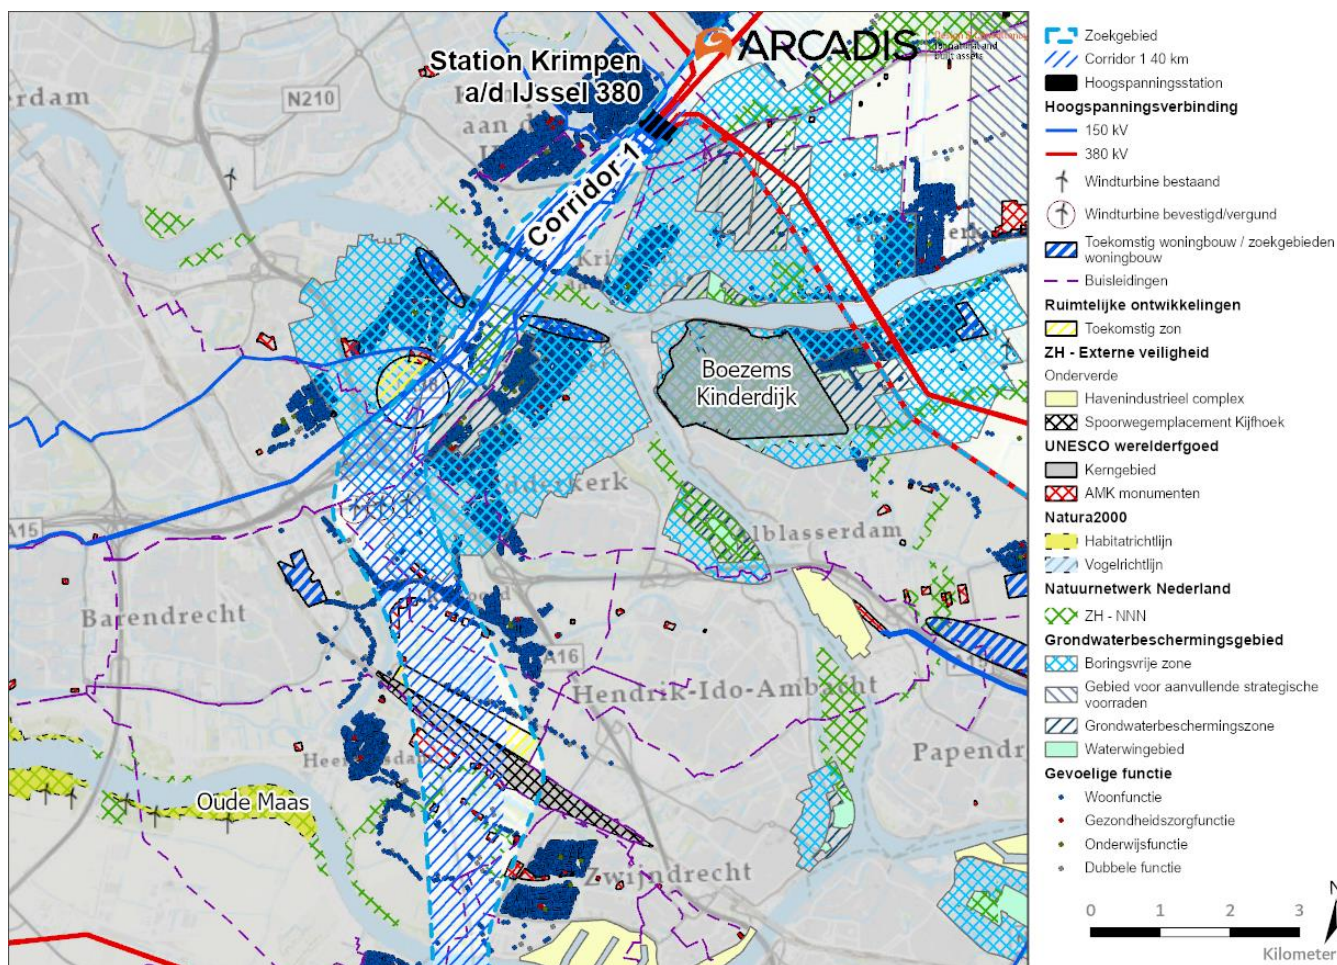 ARCADIS
Station Krimpen
a/d IJssel 380
N210
erdam
aan d
Corridor 1
Boezems
Kinderdijk
derkerk
lblasserdam
A15
Barendrecht
A16
Hendrik-Ido-Ambacht
Papendr
Oude Maas
Zwijndrecht
Zoekgebied
Corridor 1 40 km
Hoogspanningsstation
Hoogspanningsverbinding
150 kV
380 kV
Windturbine bestaand
Windturbine bevestigd/vergund
Toekomstig woningbouw / zoekgebieden
woningbouw
Buisleidingen
Ruimtelijke ontwikkelingen
Toekomstig zon
ZH - Externe veiligheid
Onderverde
Havenindustrieel complex
Spoorwegemplacement Kijfhoek
UNESCO werelderfgoed
Kerngebied
AMK monumenten
Natura2000
Habitatrichtlijn
Vogelrichtlijn
Natuurnetwerk Nederland
ZH - NNN
Grondwaterbeschermingsgebied
Boringsvrije zone
Gebied voor aanvullende strategische
voorraden
Grondwaterbeschermingszone
Waterwingebied
Gevoelige functie
Woonfunctie
Gezondheidszorgfunctie
Onderwijsfunctie
Dubbele functie
N
0 1 2 3
Kilometer